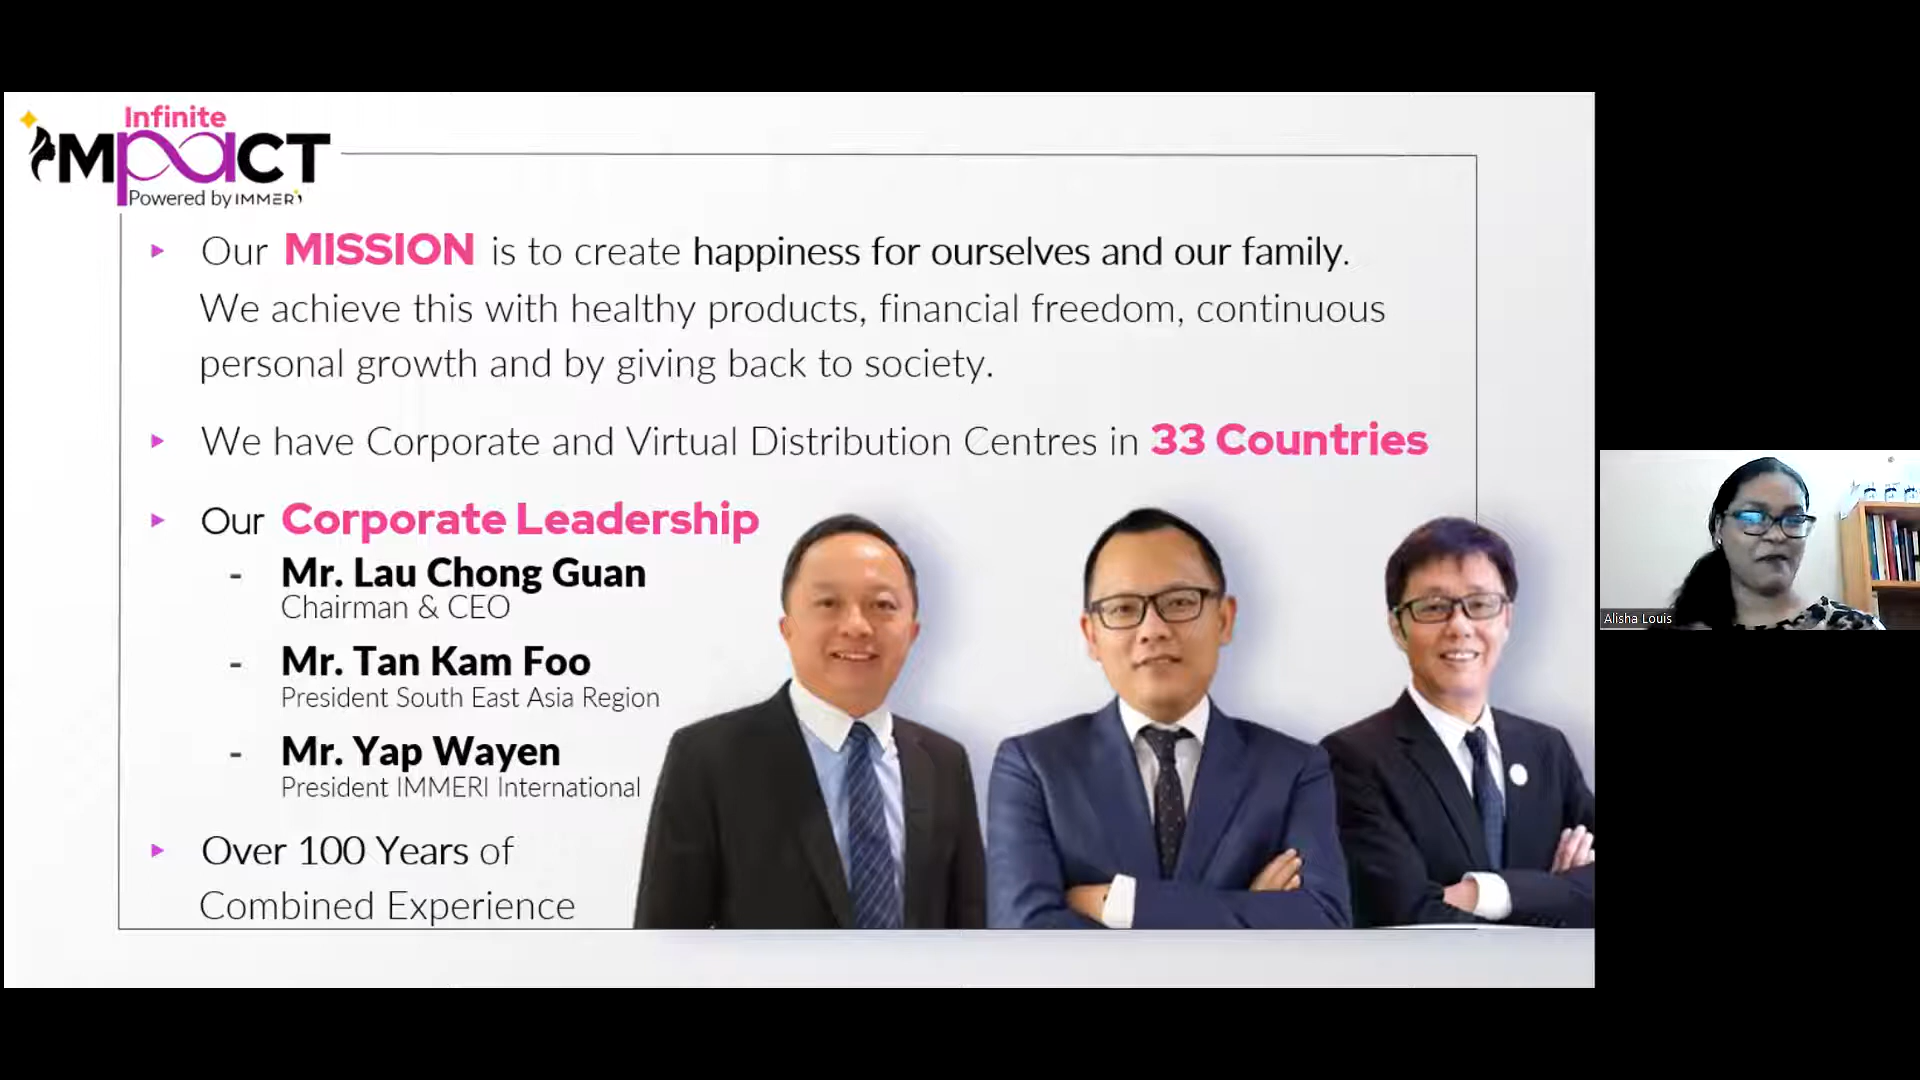 Infinite
iMPACT
Powered by IMMERI
Our MISSION is to create happiness for ourselves and our family.
We achieve this with healthy products, financial freedom, continuous
personal growth and by giving back to society.
We have Corporate and Virtual Distribution Centres in 33 Countries
Our Corporate Leadership
- Mr. Lau Chong Guan
Chairman & CEO
- Mr. Tan Kam Foo
President South East Asia Region
- Mr. Yap Wayen
President IMMERI International
Over 100 Years of
Combined Experience
Alisha Louis